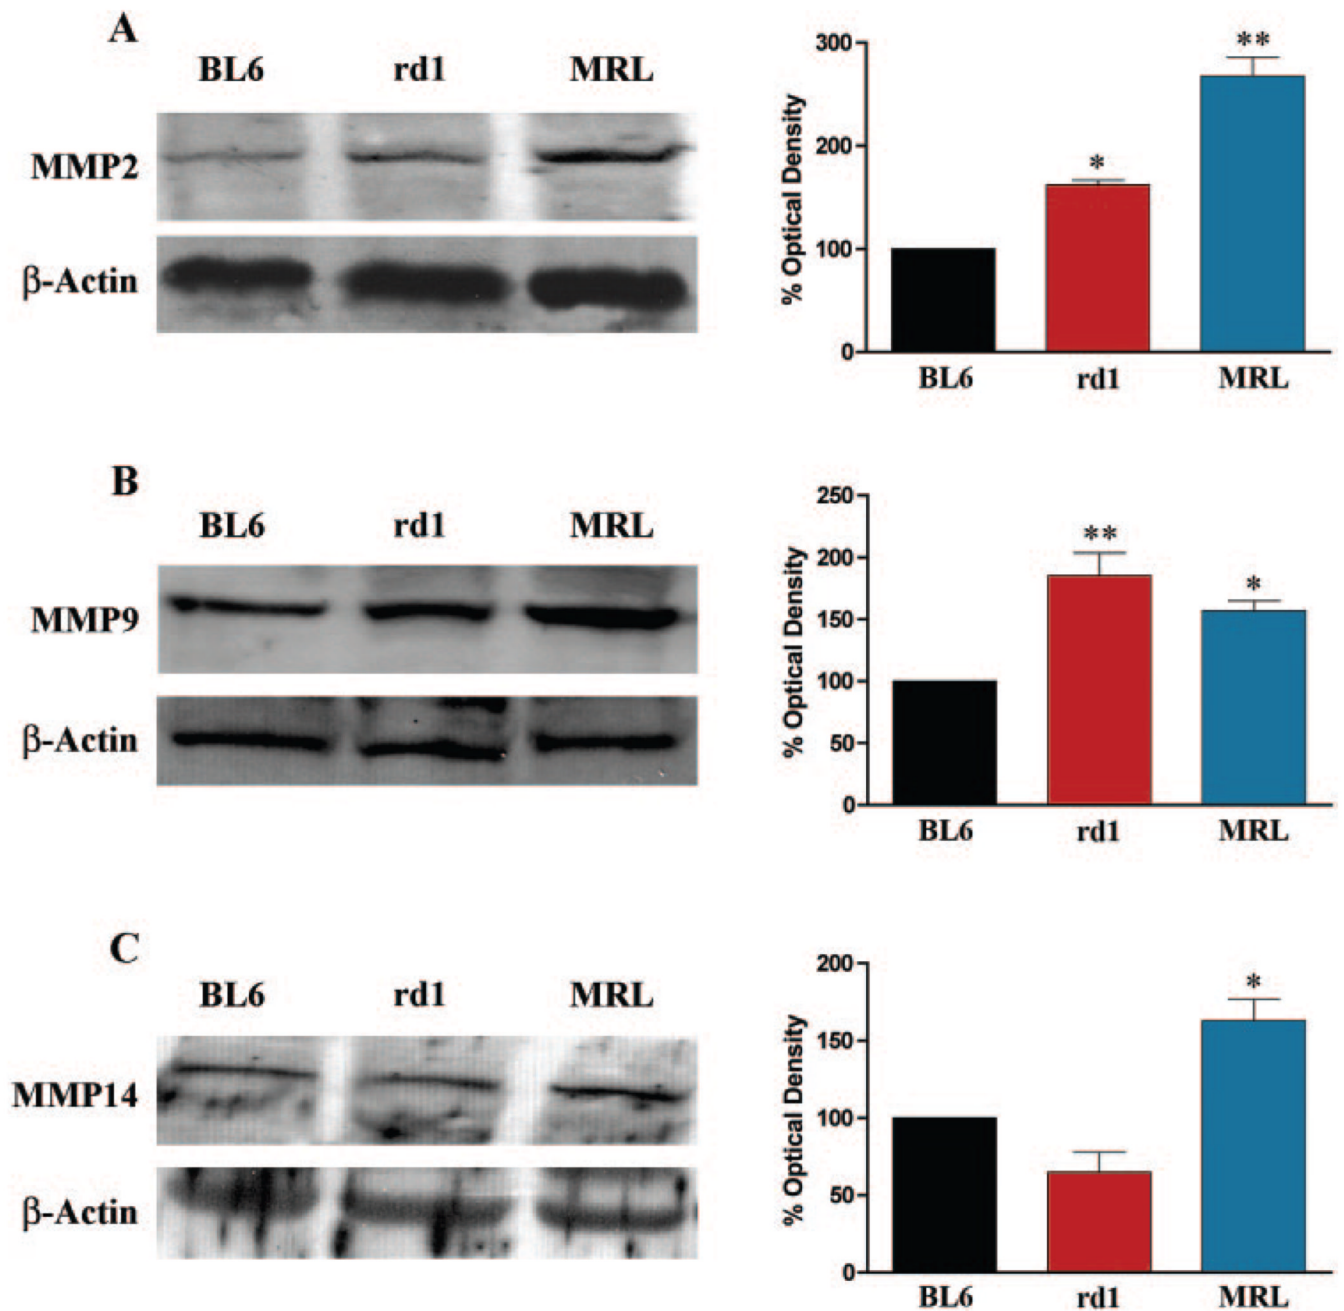 A
BL6 rd1 MRL
MMP2
β-Actin
% Optical Density
300
200
100
0
*
**
BL6 rd1 MRL
B
BL6 rd1 MRL
MMP9
β-Actin
% Optical Density
250
200
150
100
50
0
**
*
BL6 rd1 MRL
C
BL6 rd1 MRL
MMP14
β-Actin
% Optical Density
200
150
100
50
0
*
BL6 rd1 MRL